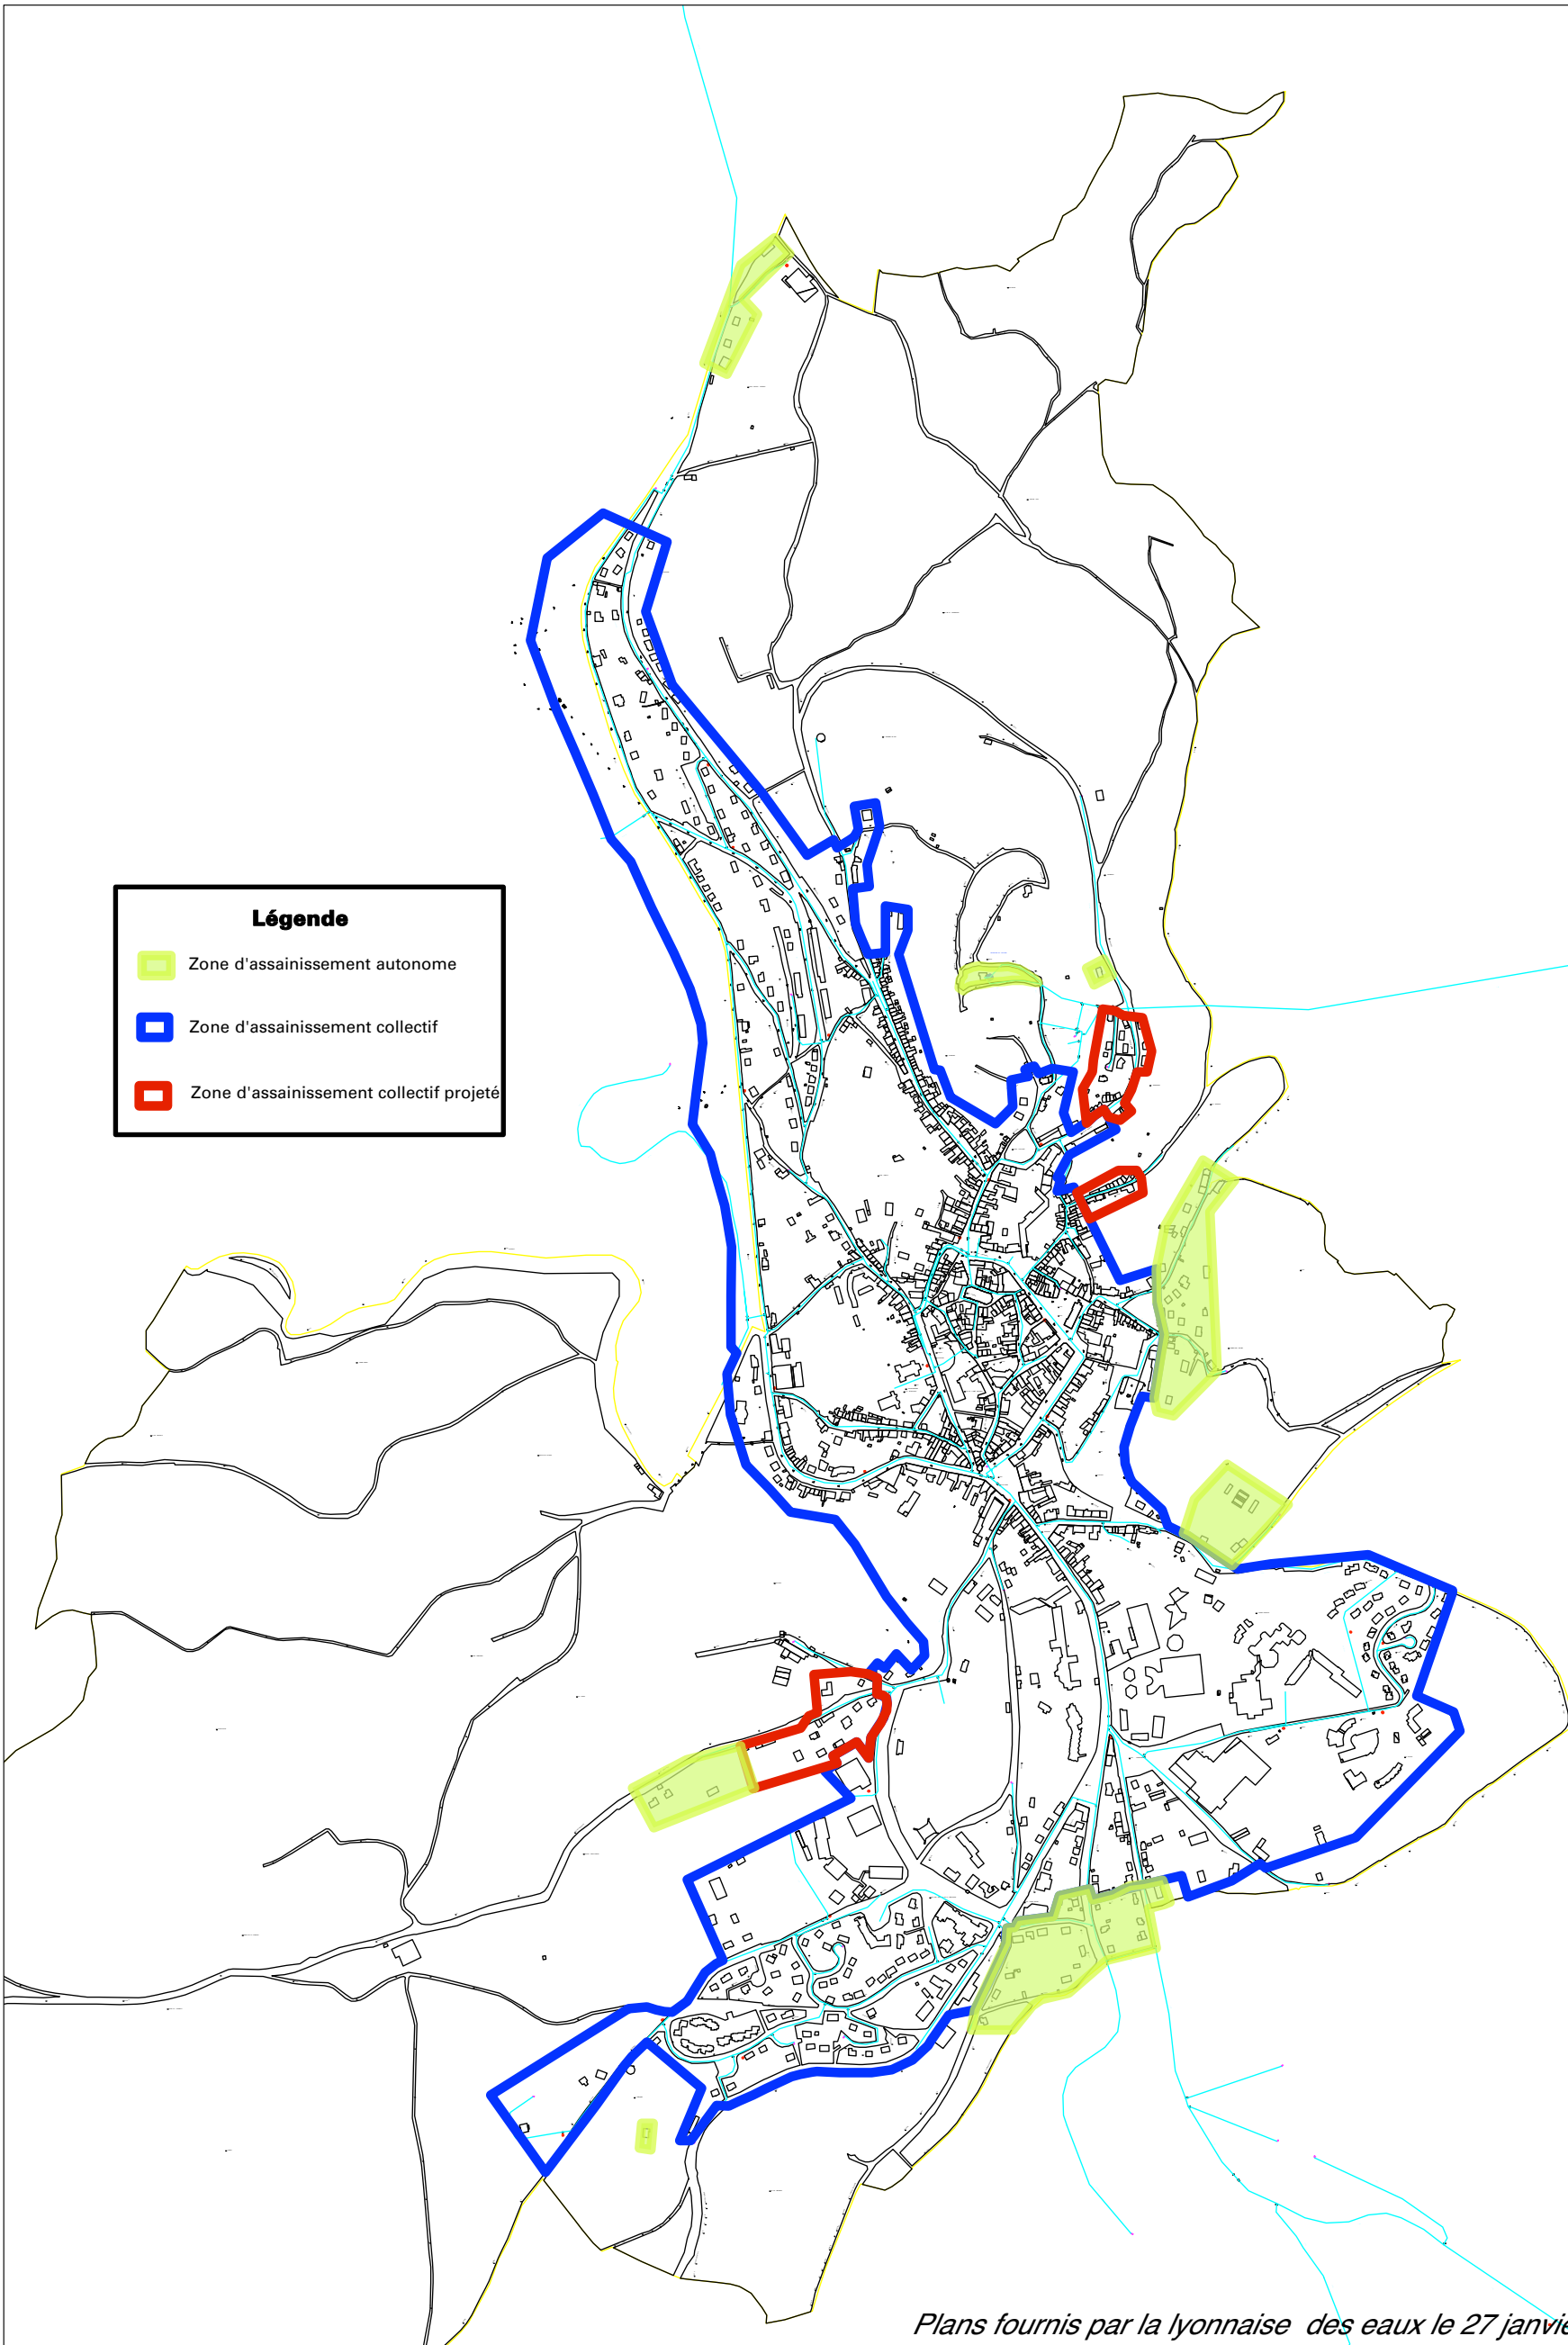 Légende
Zone d'assainissement autonome
Zone d'assainissement collectif
Zone d'assainissement collectif projeté
Plans fournis par la lyonnaise des eaux le 27 janvie